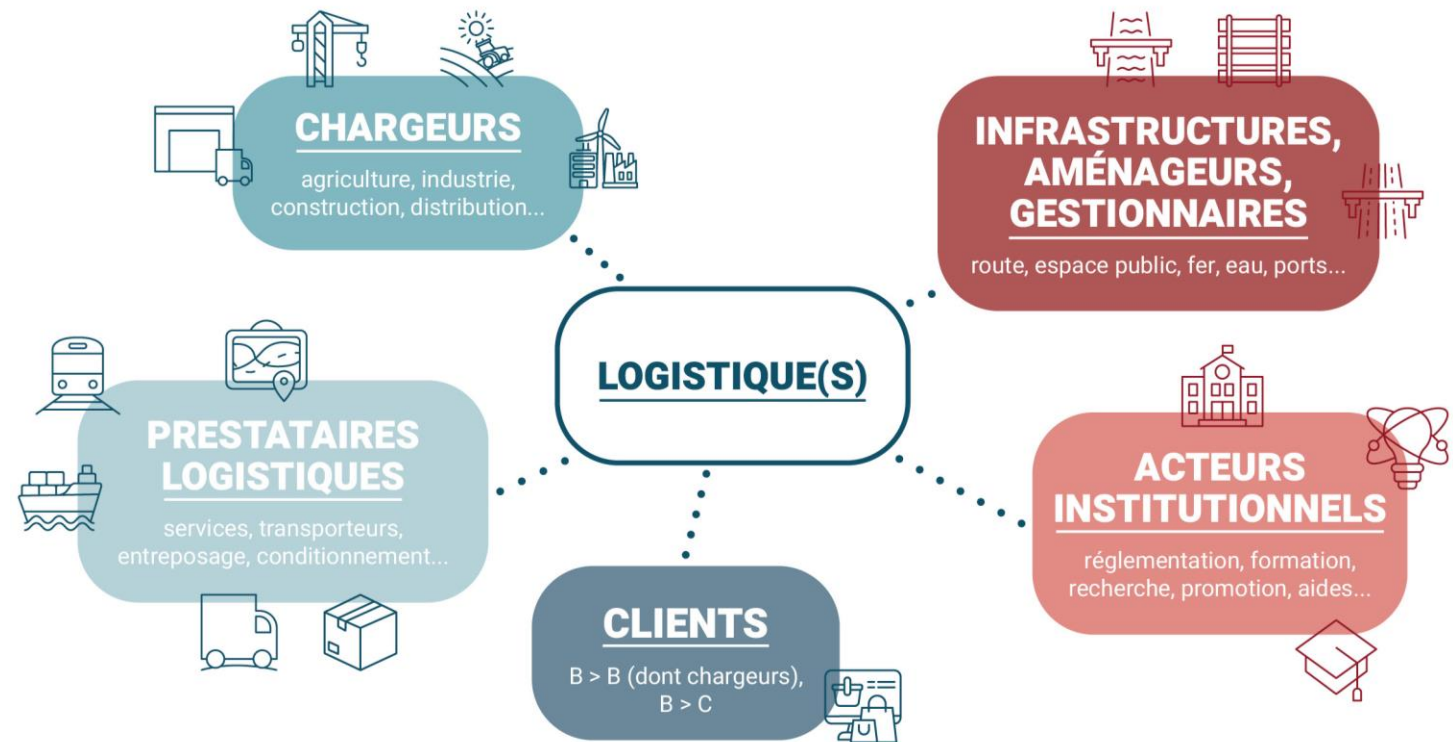 CHARGEURS
agriculture, industrie,
construction, distribution...
INFRASTRUCTURES,
AMÉNAGEURS,
GESTIONNAIRES
route, espace public, fer, eau, ports...
LOGISTIQUE(S)
PRESTATAIRES
LOGISTIQUES
services, transporteurs,
entreposage, conditionnement...
ACTEURS
INSTITUTIONNELS
réglementation, formation,
recherche, promotion, aides...
CLIENTS
B > B (dont chargeurs),
B > C